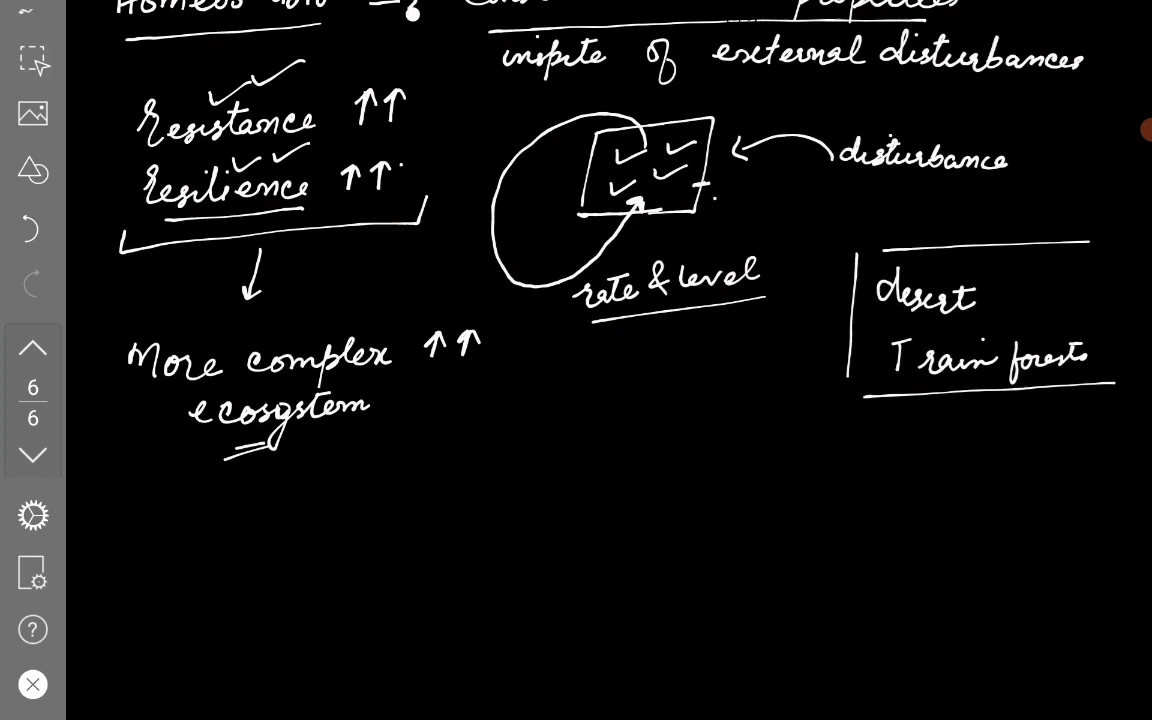 inspite of external disturbances
Resistance ↑↑
Resilience ↑↑
disturbance
rate & level
desert
T rain forests
More complex ↑↑
ecosystem
6
6